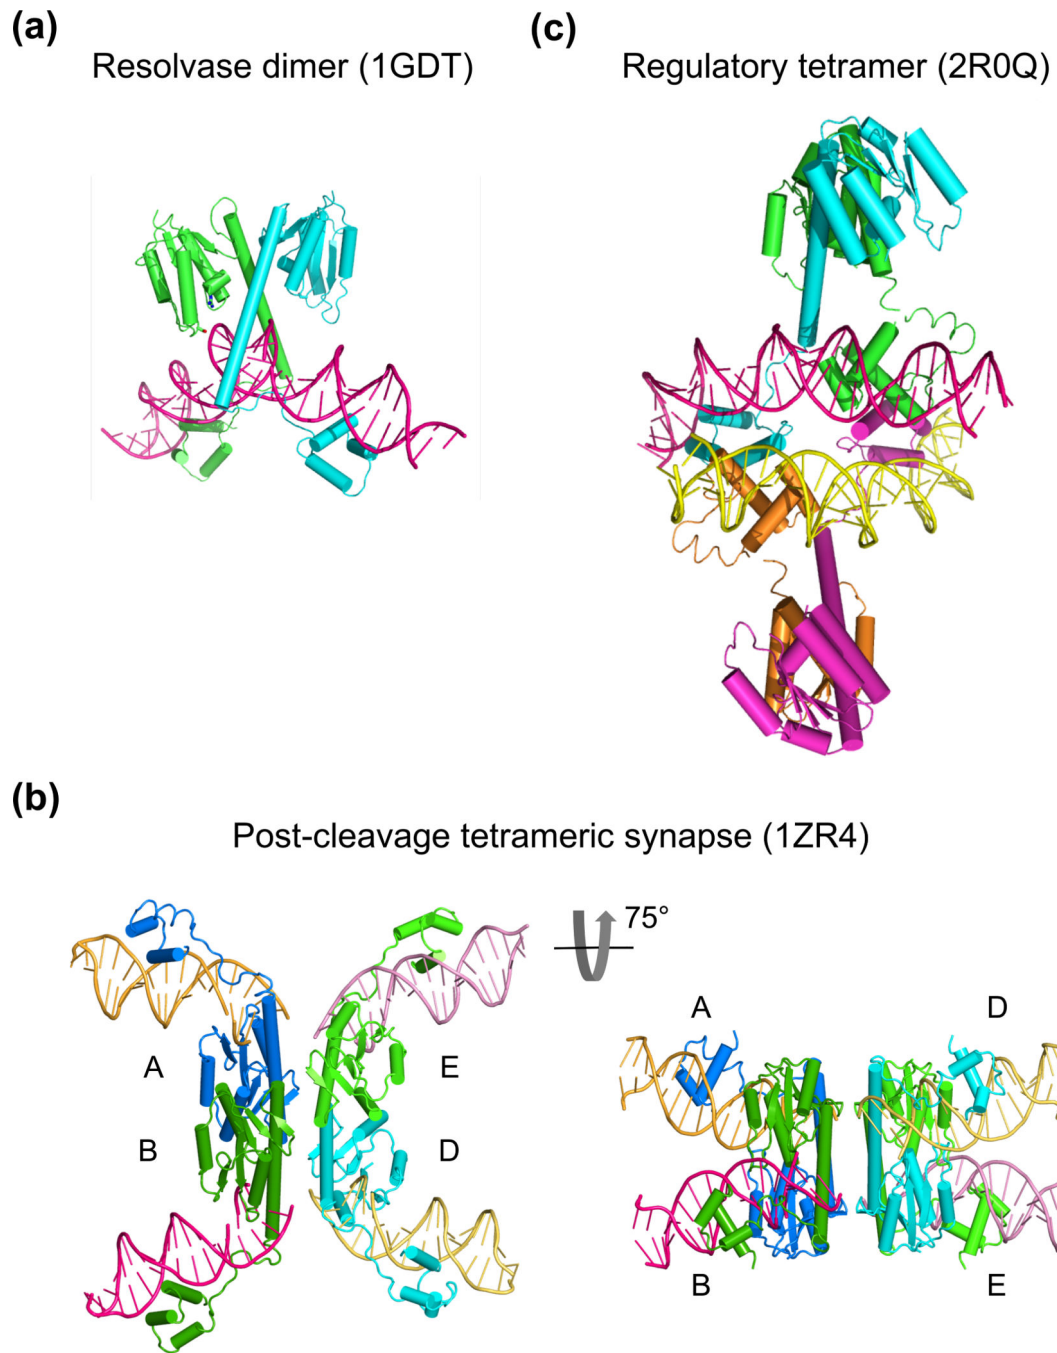 (a)
Resolvase dimer (1GDT)
(c)
Regulatory tetramer (2R0Q)
(b)
Post-cleavage tetrameric synapse (1ZR4)
75°
A
E
B
D
A
D
B
E